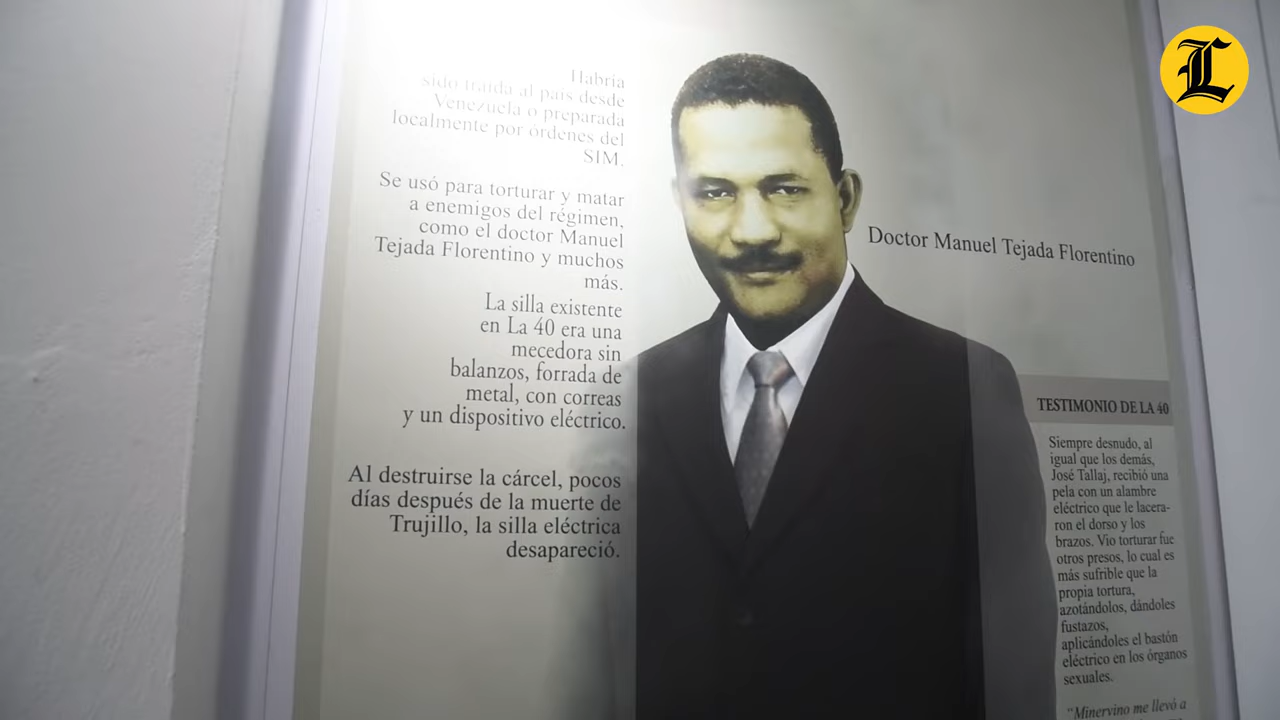 Habría
sido traída al país desde
Venezuela o preparada
localmente por órdenes del
SIM.
Se usó para torturar y matar
a enemigos del régimen,
como el doctor Manuel
Tejada Florentino y muchos
más.
La silla existente
en La 40 era una
mecedora sin
balanzos, forrada de
metal, con correas
y un dispositivo eléctrico.
Al destruirse la cárcel, pocos
días después de la muerte de
Trujillo, la silla eléctrica
desapareció.
Doctor Manuel Tejada Florentino
TESTIMONIO DE LA 40
Siempre desnudo, al
igual que los demás,
José Tallaj, recibió una
pela con un alambre
eléctrico que le lacera-
ron el dorso y los
brazos. Vio torturar fue
otros presos, lo cual es
más sufrible que la
propia tortura,
azotándolos, dándoles
fustazos,
aplicándoles el bastón
eléctrico en los órganos
sexuales.
"Minervino me llevó a
L